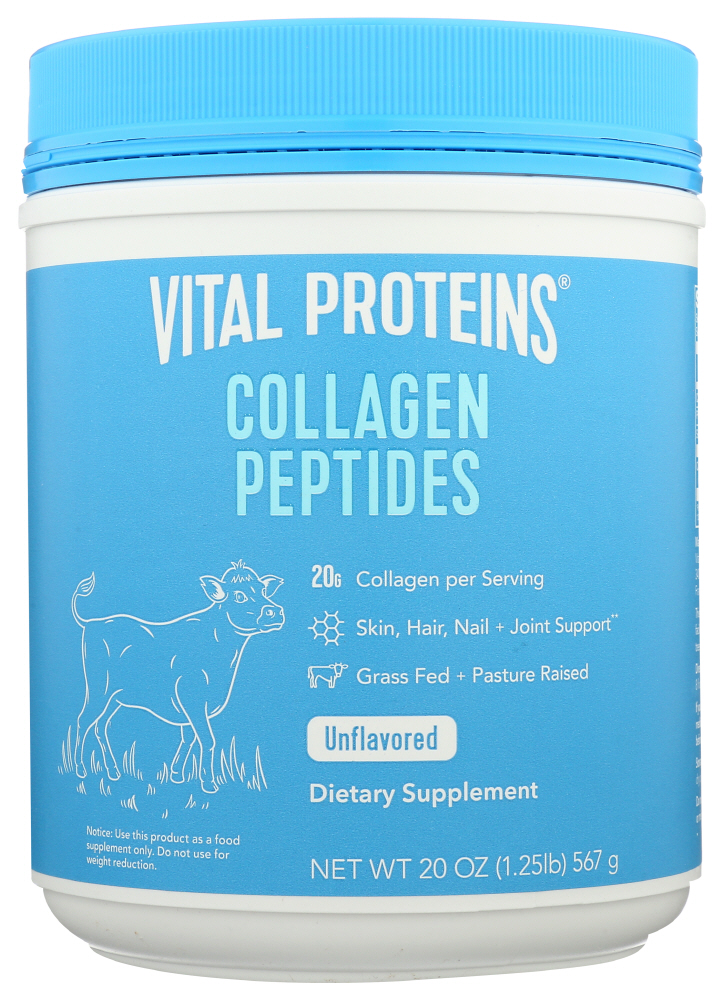 VITAL PROTEINS®
COLLAGEN
PEPTIDES
20G Collagen per Serving
Skin, Hair, Nail + Joint Support⁺⁺
Grass Fed + Pasture Raised
Unflavored
Dietary Supplement
Notice: Use this product as a food
supplement only. Do not use for
weight reduction.
NET WT 20 OZ (1.25lb) 567 g